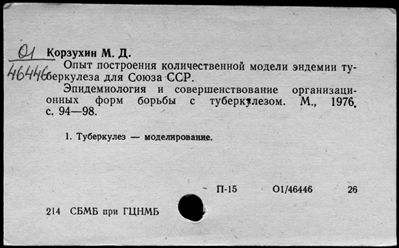 01
46446
Корзухин М. Д.
Опыт построения количественной модели эндемии ту-
беркулеза для Союза ССР.
Эпидемиология и совершенствование организаци-
онных форм борьбы с туберкулезом. М., 1976,
с. 94—98.
1. Туберкулез — моделирование.
П-15 01/46446 26
214 СБМБ при ГЦНМБ